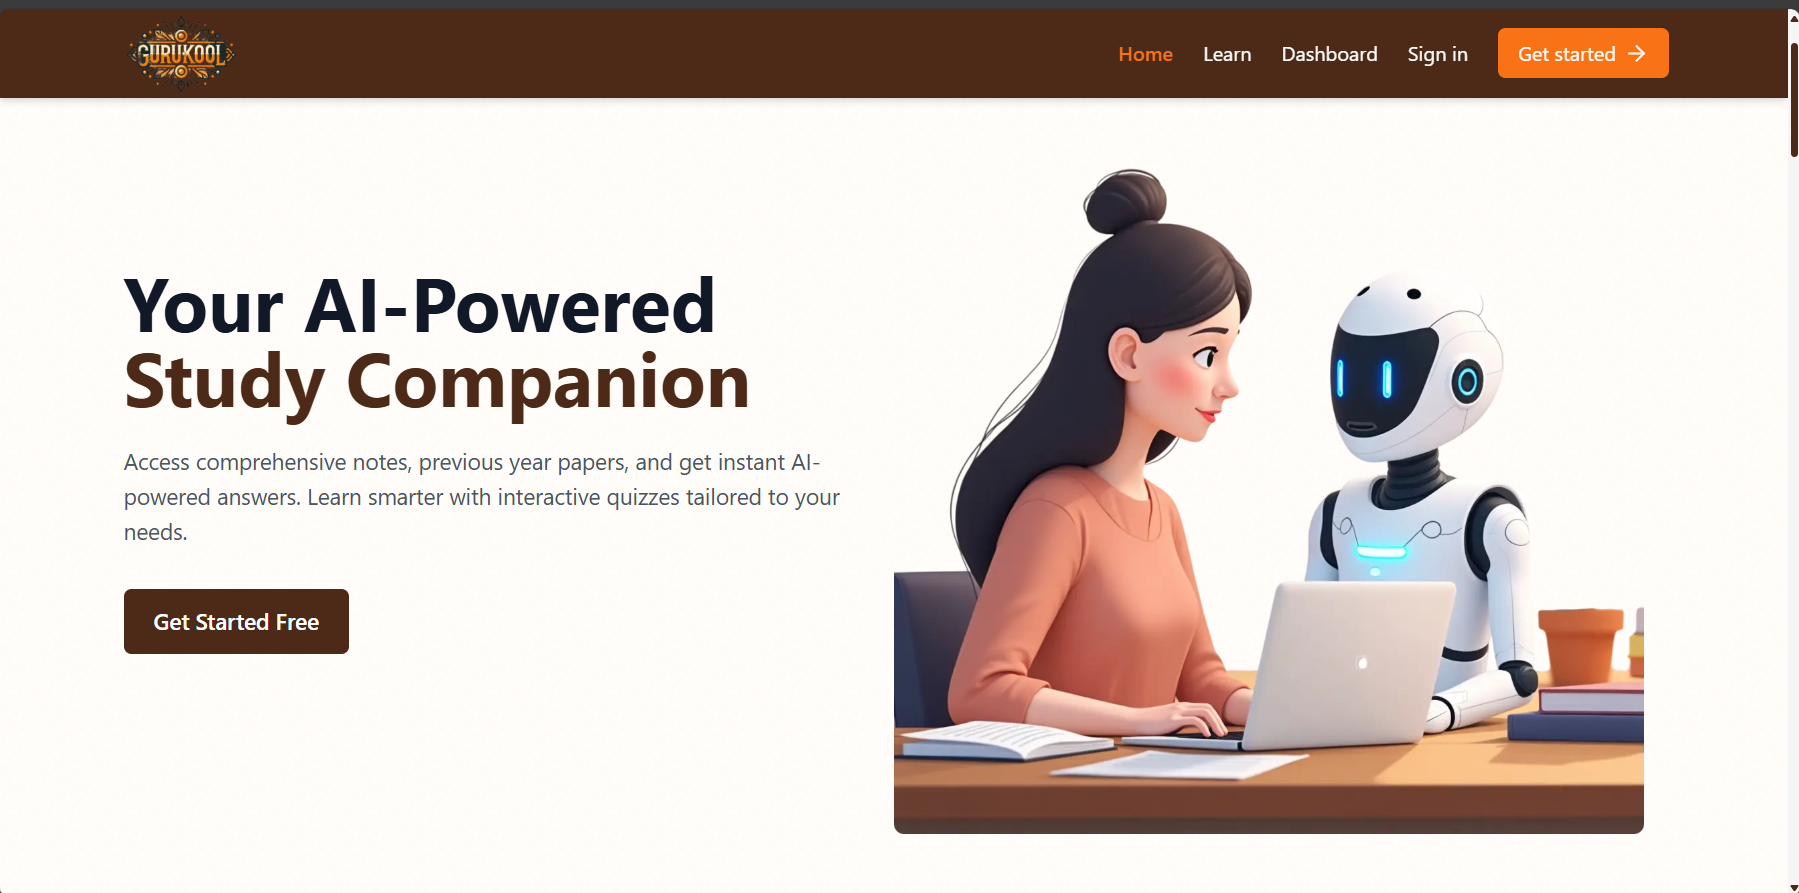 GURUKOOL
Home Learn Dashboard Sign in Get started
Your AI-Powered
Study Companion
Access comprehensive notes, previous year papers, and get instant AI-
powered answers. Learn smarter with interactive quizzes tailored to your
needs.
Get Started Free